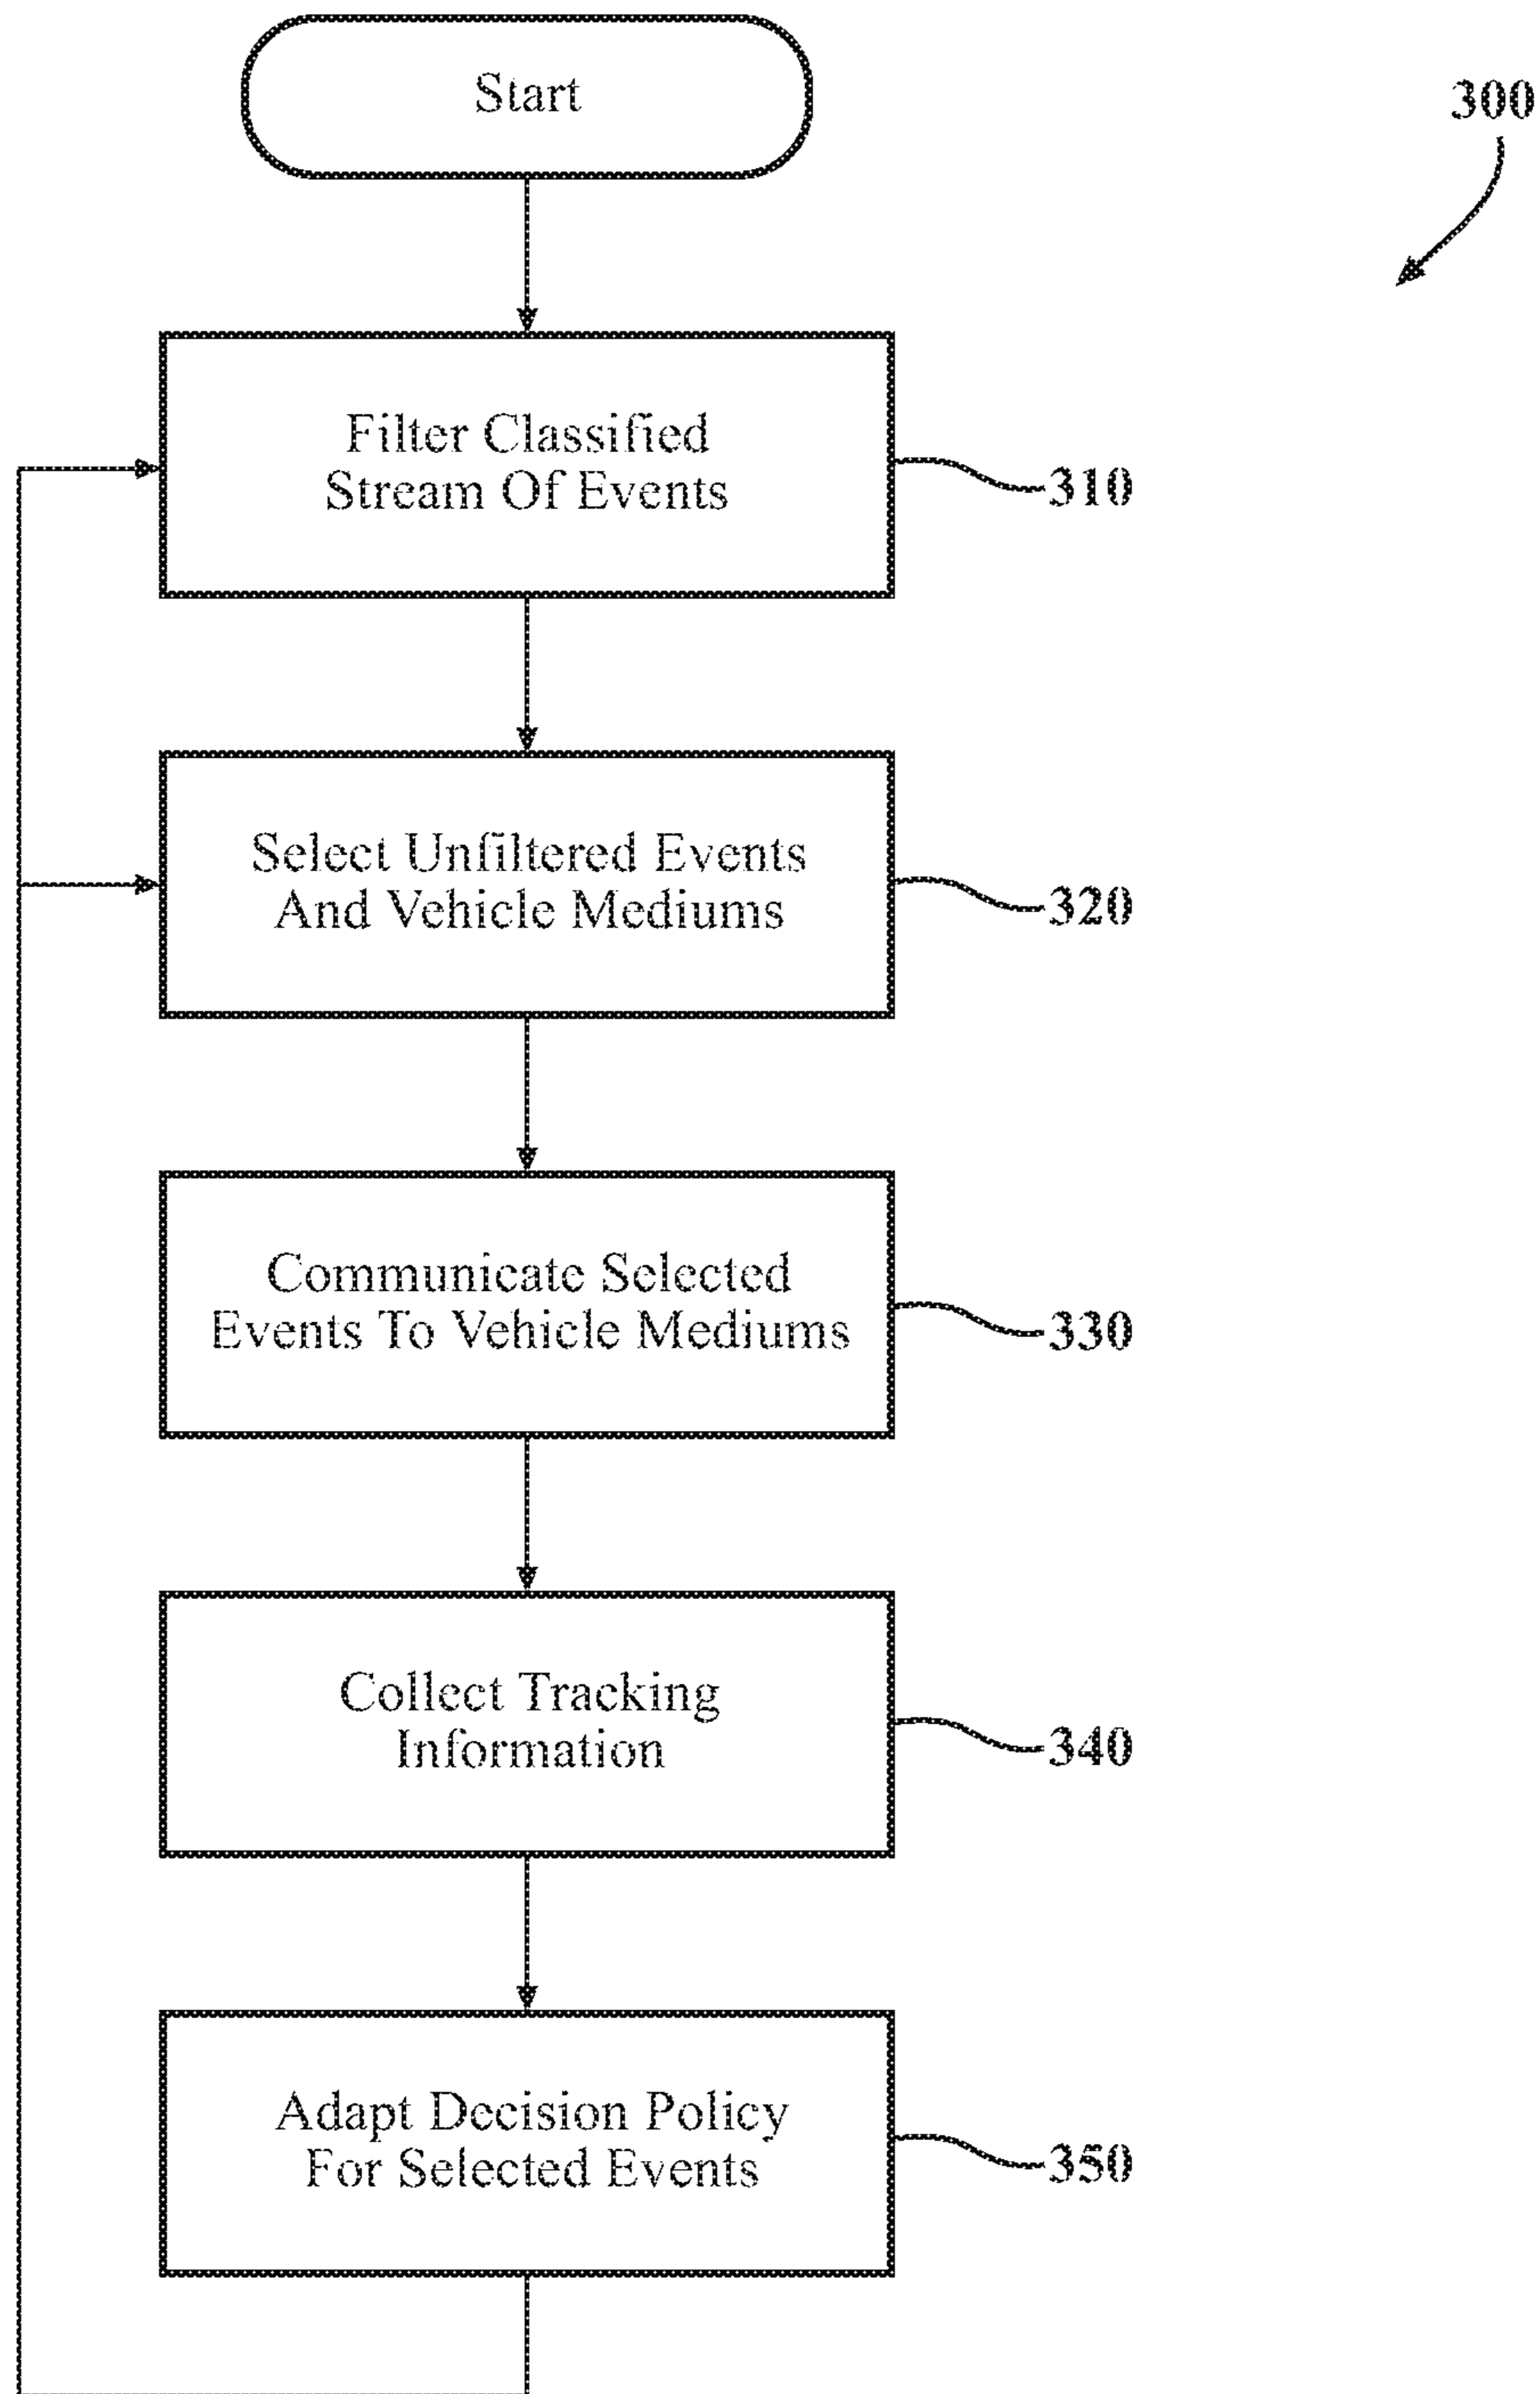 Start
300
Filter Classified
Stream Of Events
310
Select Unfiltered Events
And Vehicle Mediums
320
Communicate Selected
Events To Vehicle Mediums
330
Collect Tracking
Information
340
Adapt Decision Policy
For Selected Events
350